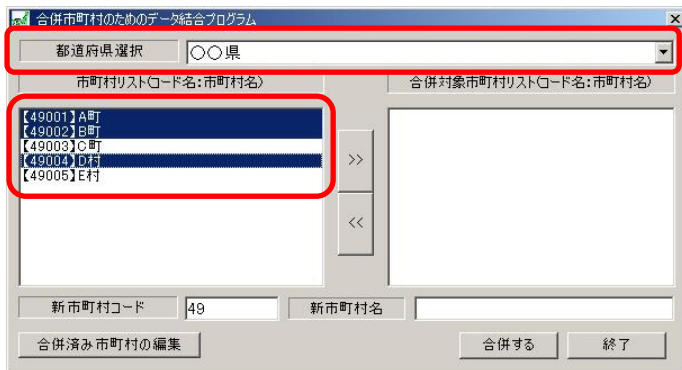 合併市町村のためのデータ結合プログラム
都道府県選択 〇〇県
市町村リスト(コード名:市町村名) 合併対象市町村リスト(コード名:市町村名)
【49001】A町
【49002】B町
【49003】C町
【49004】D村
【49005】E村
>>
<<
新市町村コード 49 新市町村名
合併済み市町村の編集 合併する 終了